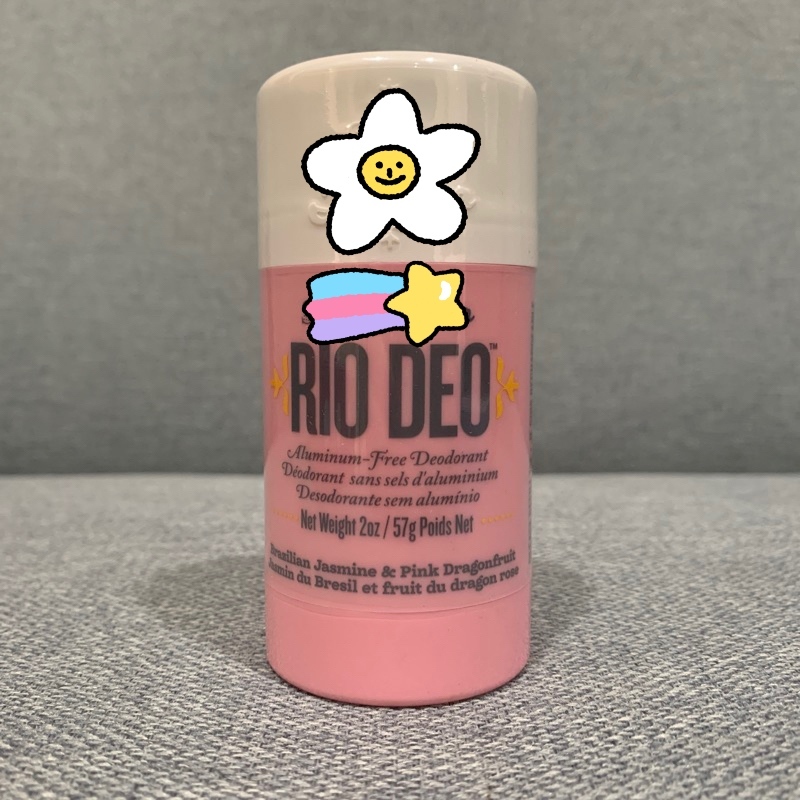 RIO DEO™
Aluminum-Free Deodorant
Déodorant sans sels d'aluminium
Desodorante sem alumínio
Net Weight 2oz / 57g Poids Net
Brazilian Jasmine & Pink Dragonfruit
Jasmin du Bresil et fruit du dragon rose